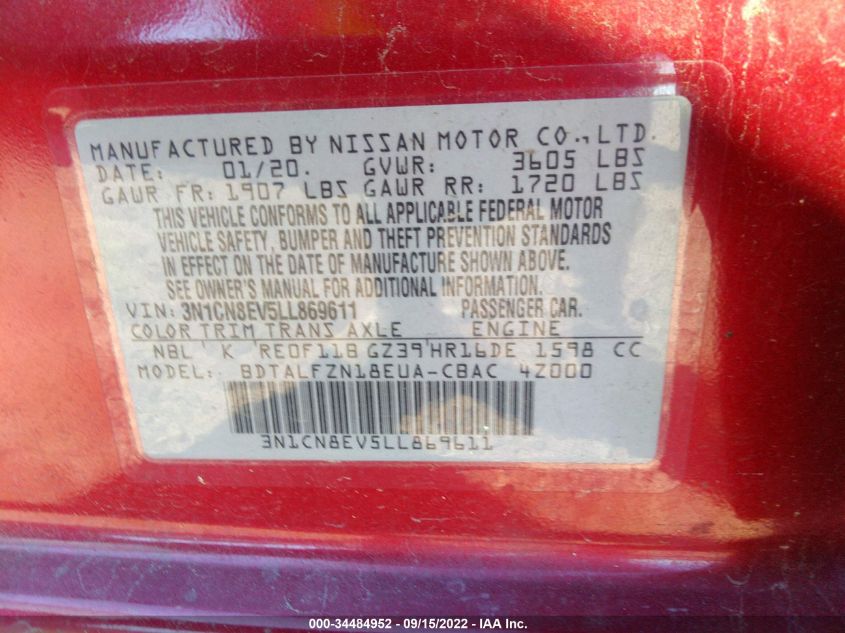 MANUFACTURED BY NISSAN MOTOR CO., LTD.
DATE: 01/20. GVWR: 3605 LBS
GAWR FR: 1907 LBS GAWR RR: 1720 LBS
THIS VEHICLE CONFORMS TO ALL APPLICABLE FEDERAL MOTOR
VEHICLE SAFETY, BUMPER AND THEFT PREVENTION STANDARDS
IN EFFECT ON THE DATE OF MANUFACTURE SHOWN ABOVE.
SEE OWNER'S MANUAL FOR ADDITIONAL INFORMATION.
VIN: 3N1CN8EV5LL869611 PASSENGER CAR.
COLOR TRIM TRANS AXLE ENGINE
NBL K RE0F11B GZ39 HR16DE 1598 CC
MODEL: BDTALFZN18EUA-CBAC 4Z000
3N1CN8EV5LL869611
000-34484952 - 09/15/2022 - IAA Inc.